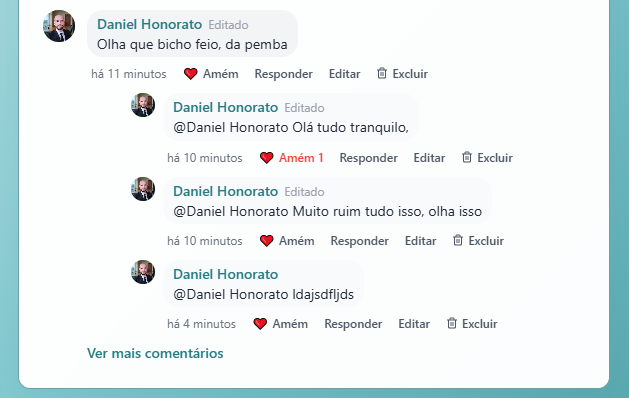 Daniel Honorato Editado
Olha que bicho feio, da pemba
há 11 minutos Amém Responder Editar Excluir
Daniel Honorato Editado
@Daniel Honorato Olá tudo tranquilo,
há 10 minutos Amém 1 Responder Editar Excluir
Daniel Honorato Editado
@Daniel Honorato Muito ruim tudo isso, olha isso
há 10 minutos Amém Responder Editar Excluir
Daniel Honorato
@Daniel Honorato ldajsdfljds
há 4 minutos Amém Responder Editar Excluir
Ver mais comentários